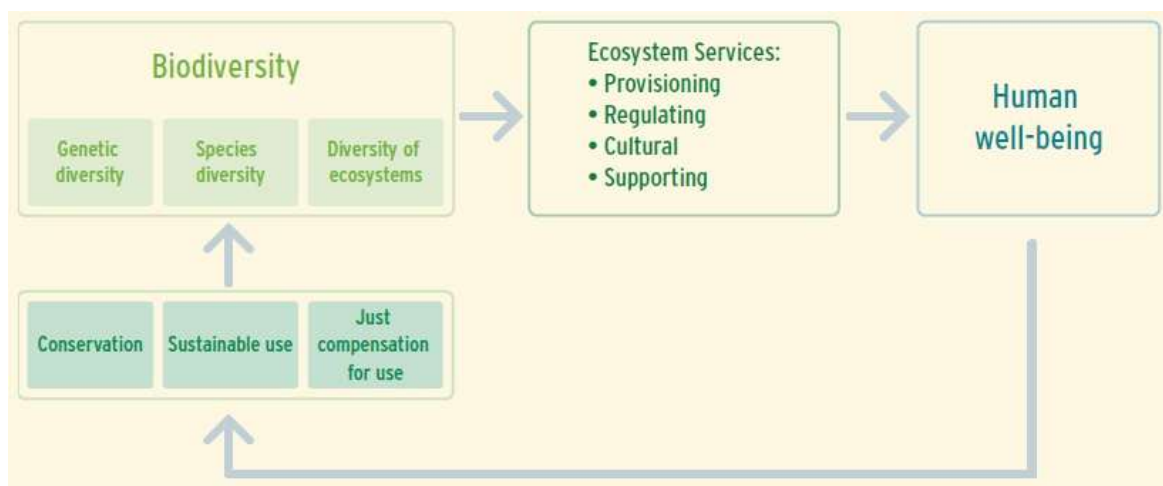 Biodiversity
Genetic
diversity
Species
diversity
Diversity of
ecosystems
Ecosystem Services:
• Provisioning
• Regulating
• Cultural
• Supporting
Human
well-being
Conservation
Sustainable use
Just
compensation
for use